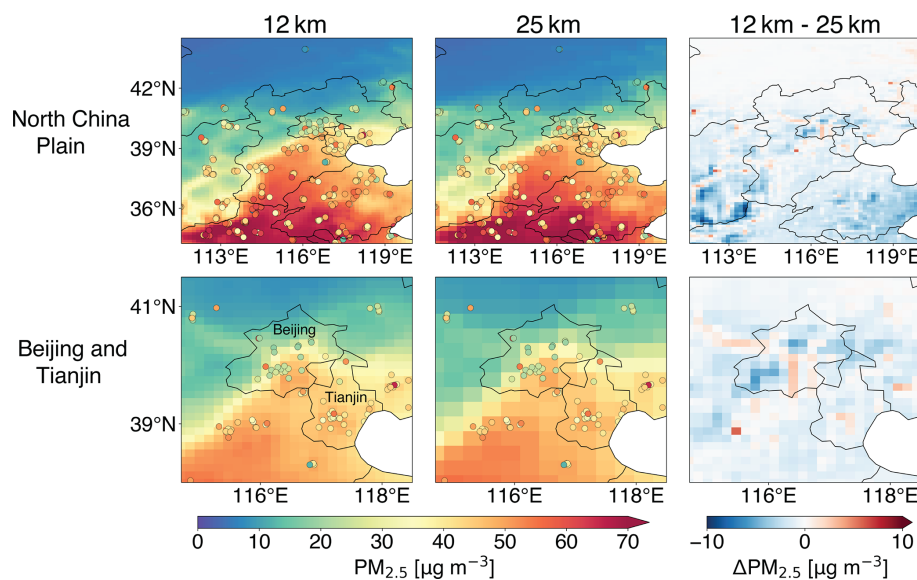 12 km 25 km 12 km - 25 km
42°N
North China
Plain
39°N
36°N
113°E 116°E 119°E 113°E 116°E 119°E 113°E 116°E 119°E
41°N
Beijing
Beijing and
Tianjin
Tianjin
39°N
116°E 118°E 116°E 118°E 116°E 118°E
0 10 20 30 40 50 60 70 −10 0 10
PM2.5 [μg m−3] ΔPM2.5 [μg m−3]